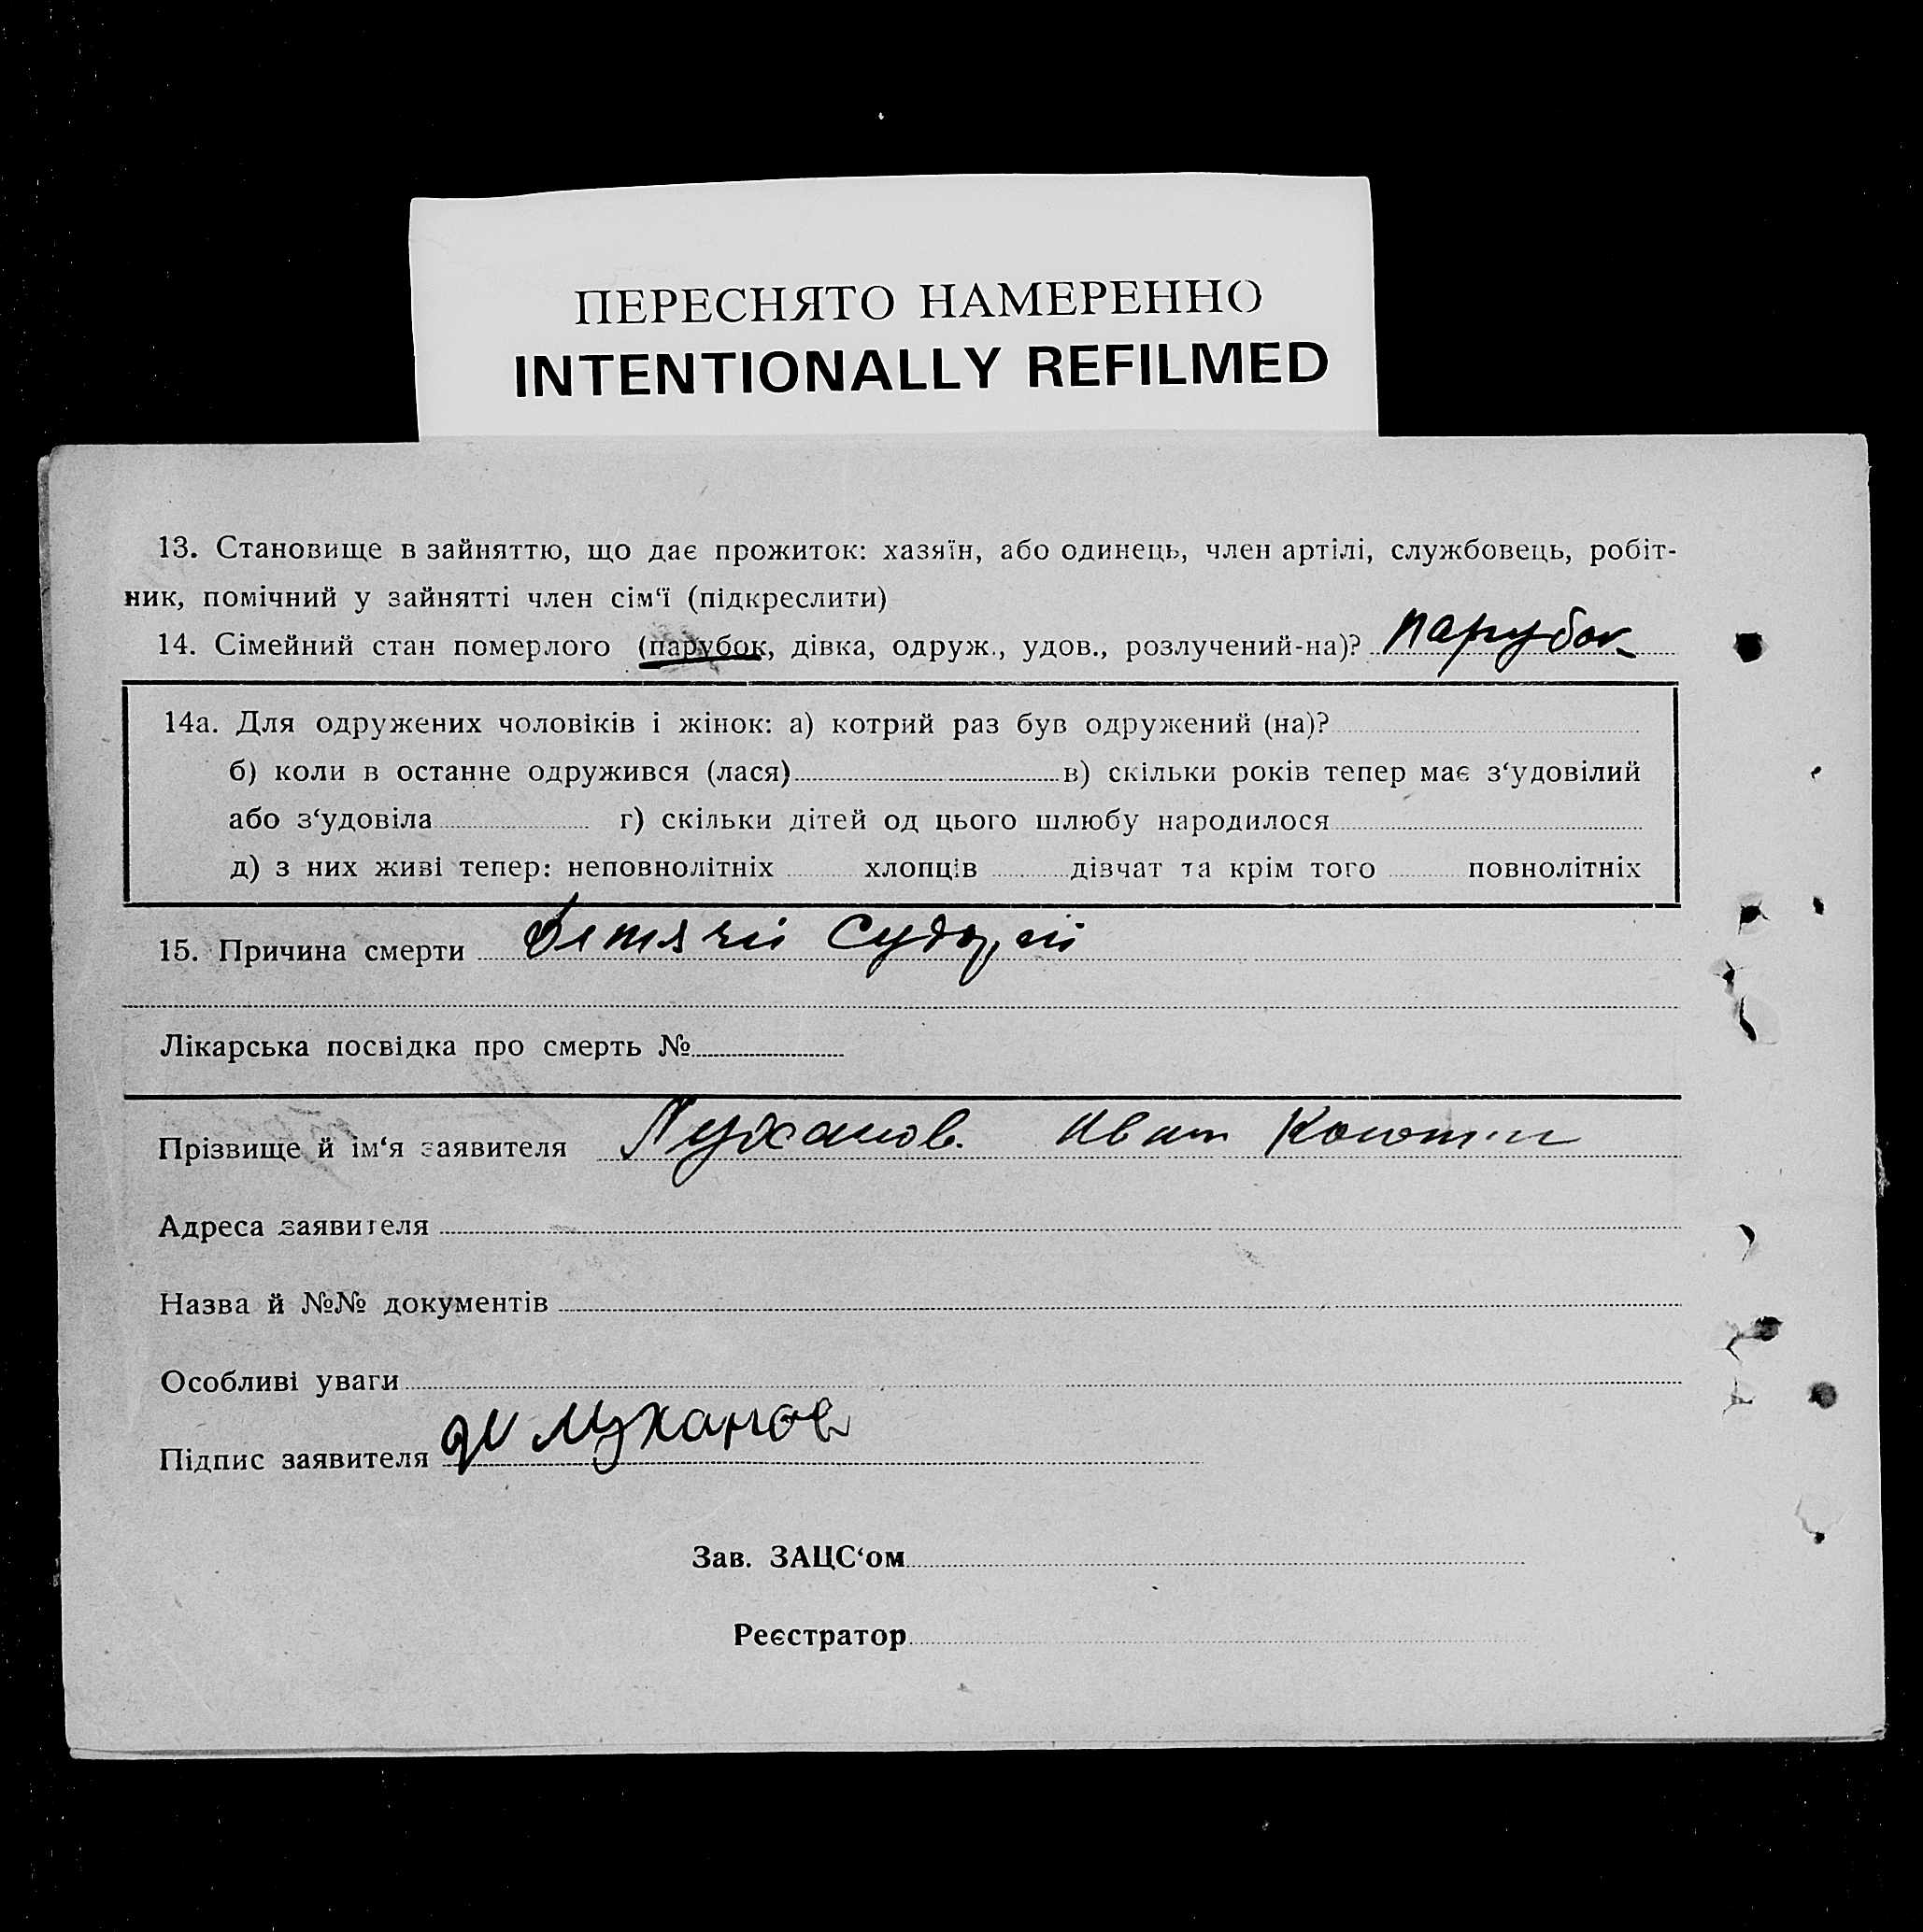 ПЕРЕСНЯТО НАМЕРЕННО
INTENTIONALLY REFILMED
13. Становище в зайняттю, що дає прожиток: хазяїн, або одинець, член артілі, службовець, робіт-
ник, помічний у зайнятті член сім‘ї (підкреслити)
14. Сімейний стан померлого (парубок, дівка, одруж., удов., розлучений-на)? парубок
14а. Для одружених чоловіків і жінок: а) котрий раз був одружений (на)?
б) коли в останнє одружився (лася) в) скільки років тепер має з‘удовілий
або з‘удовіла г) скільки дітей од цього шлюбу народилося
д) з них живі тепер: неповнолітніх хлопців дівчат та крім того повнолітніх
15. Причина смерти
Лікарська посвідка про смерть №
Прізвище й ім‘я заявителя Иван
Адреса заявителя
Назва й №№ документів
Особливі уваги
Підпис заявителя
Зав. ЗАЦС‘ом
Реєстратор